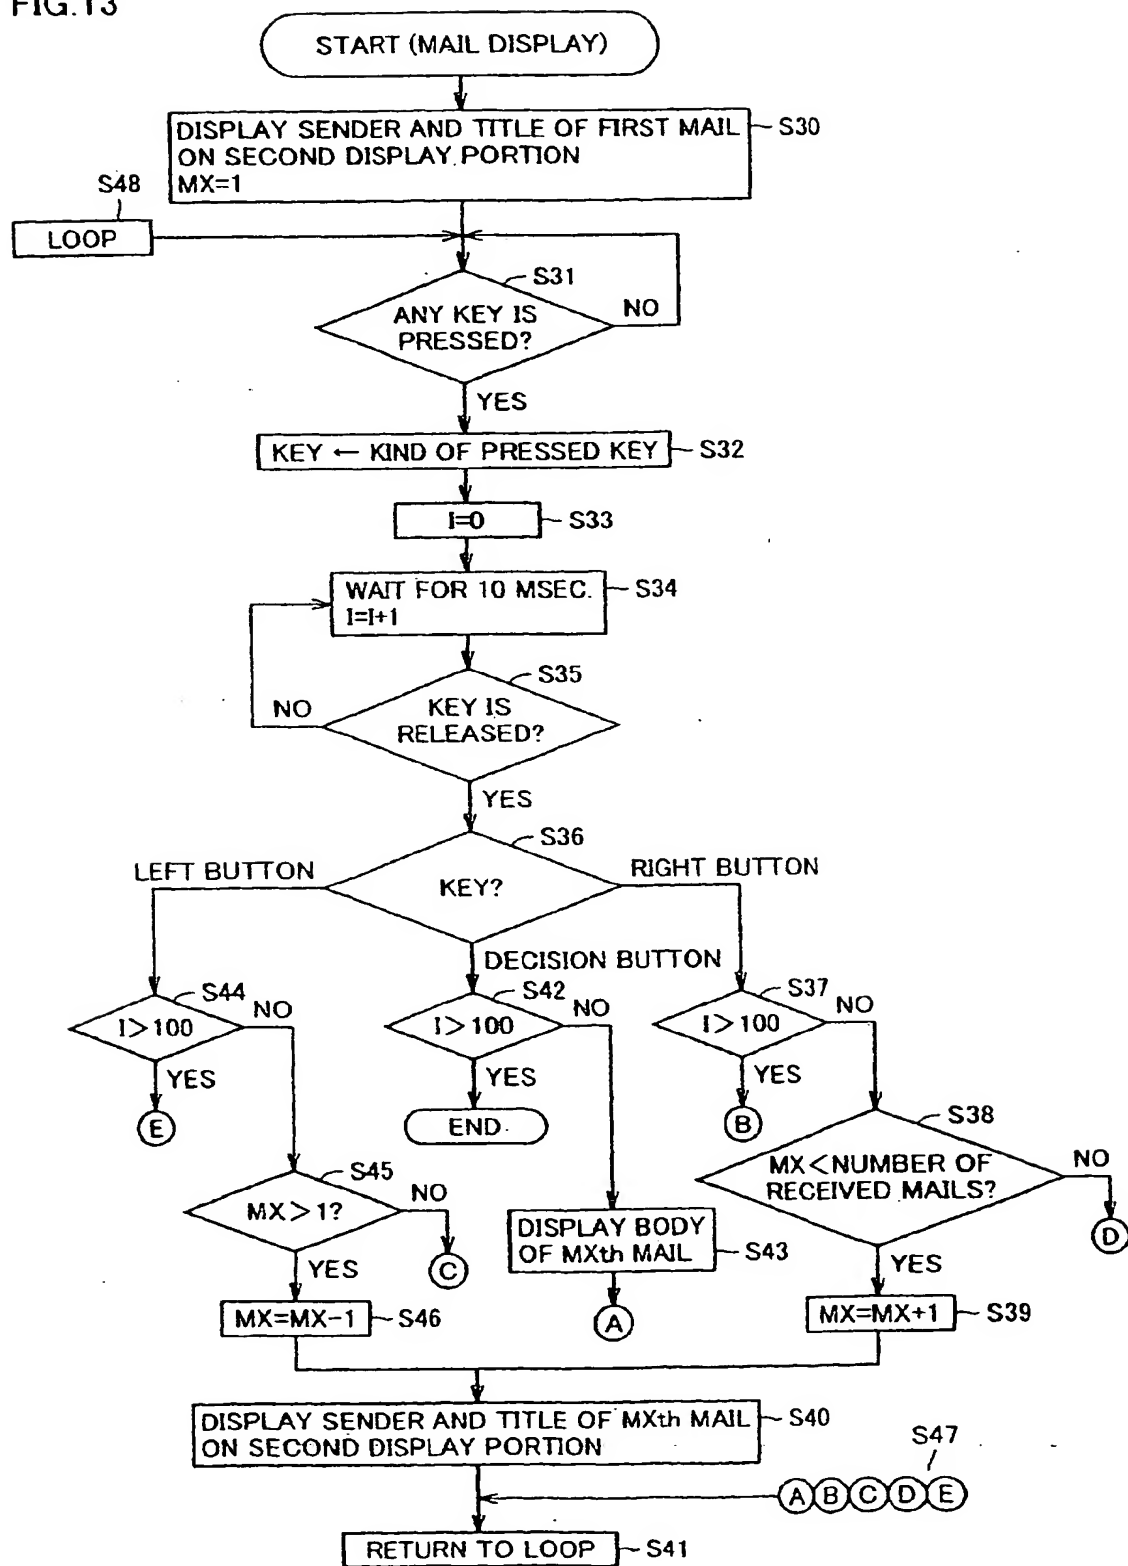 FIG.13
START (MAIL DISPLAY)
DISPLAY SENDER AND TITLE OF FIRST MAIL
ON SECOND DISPLAY PORTION
MX=1
S30
S48
LOOP
S31
ANY KEY IS
PRESSED?
NO
YES
KEY ← KIND OF PRESSED KEY
S32
I=0
S33
WAIT FOR 10 MSEC.
I=I+1
S34
S35
KEY IS
RELEASED?
NO
YES
S36
LEFT BUTTON
KEY?
RIGHT BUTTON
DECISION BUTTON
S44
I>100
NO
YES
E
S42
I>100
NO
YES
END
S37
I>100
NO
YES
B
S38
MX<NUMBER OF
RECEIVED MAILS?
NO
D
YES
S45
MX>1?
NO
C
YES
DISPLAY BODY
OF MXth MAIL
S43
A
MX=MX-1
S46
MX=MX+1
S39
DISPLAY SENDER AND TITLE OF MXth MAIL
ON SECOND DISPLAY PORTION
S40
S47
A B C D E
RETURN TO LOOP
S41